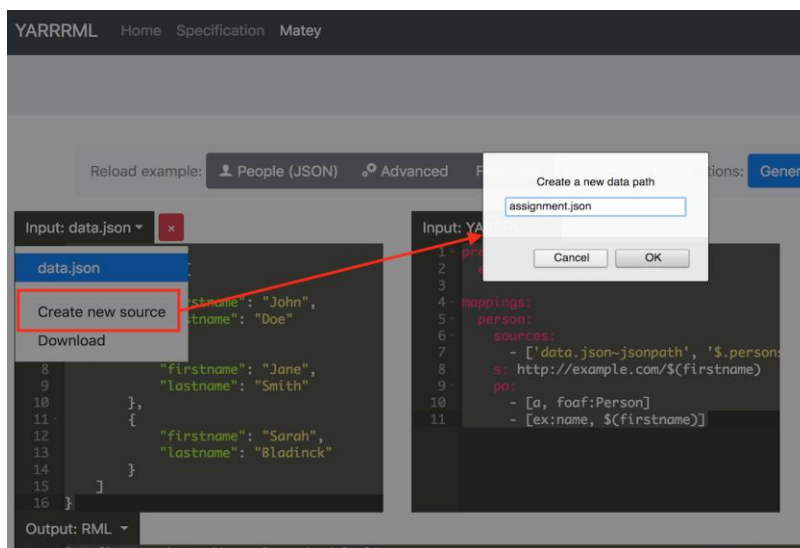 YARRRML Home Specification Matey
Reload example: People (JSON) Advanced F
tions: Gener
Create a new data path
assignment.json
Cancel OK
Input: data.json ×
data.json
Create new source
Download
[
stname": "John",
tname": "Doe"
8 "firstname": "Jane",
9 "lastname": "Smith"
10 },
11 {
12 "firstname": "Sarah",
13 "lastname": "Bladinck"
14 }
15 ]
16 }
Input: YA
1 pre
2 e
3
4 mappings:
5 person:
6 sources:
7 - ['data.json~jsonpath', '$.persons
8 s: http://example.com/$(firstname)
9 po:
10 - [a, foaf:Person]
11 - [ex:name, $(firstname)]
Output: RML